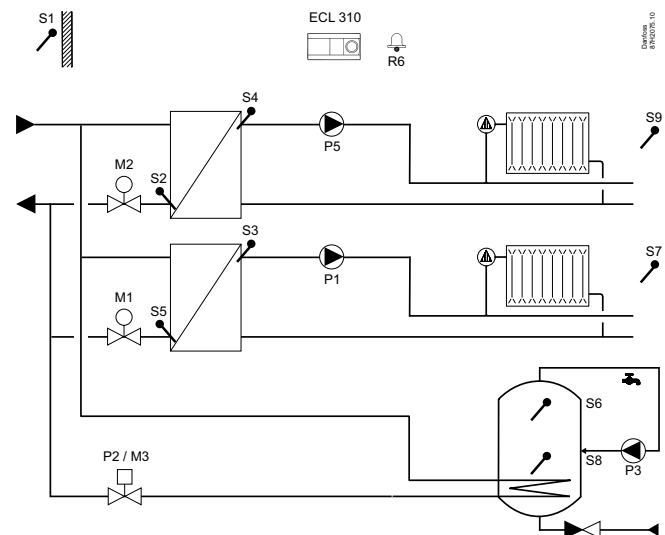 S1
ECL 310
R6
Danfoss
87H2075.10
S4
P5
S9
M2
S2
S3
P1
S7
M1
S5
S6
P2 / M3
S8
P3